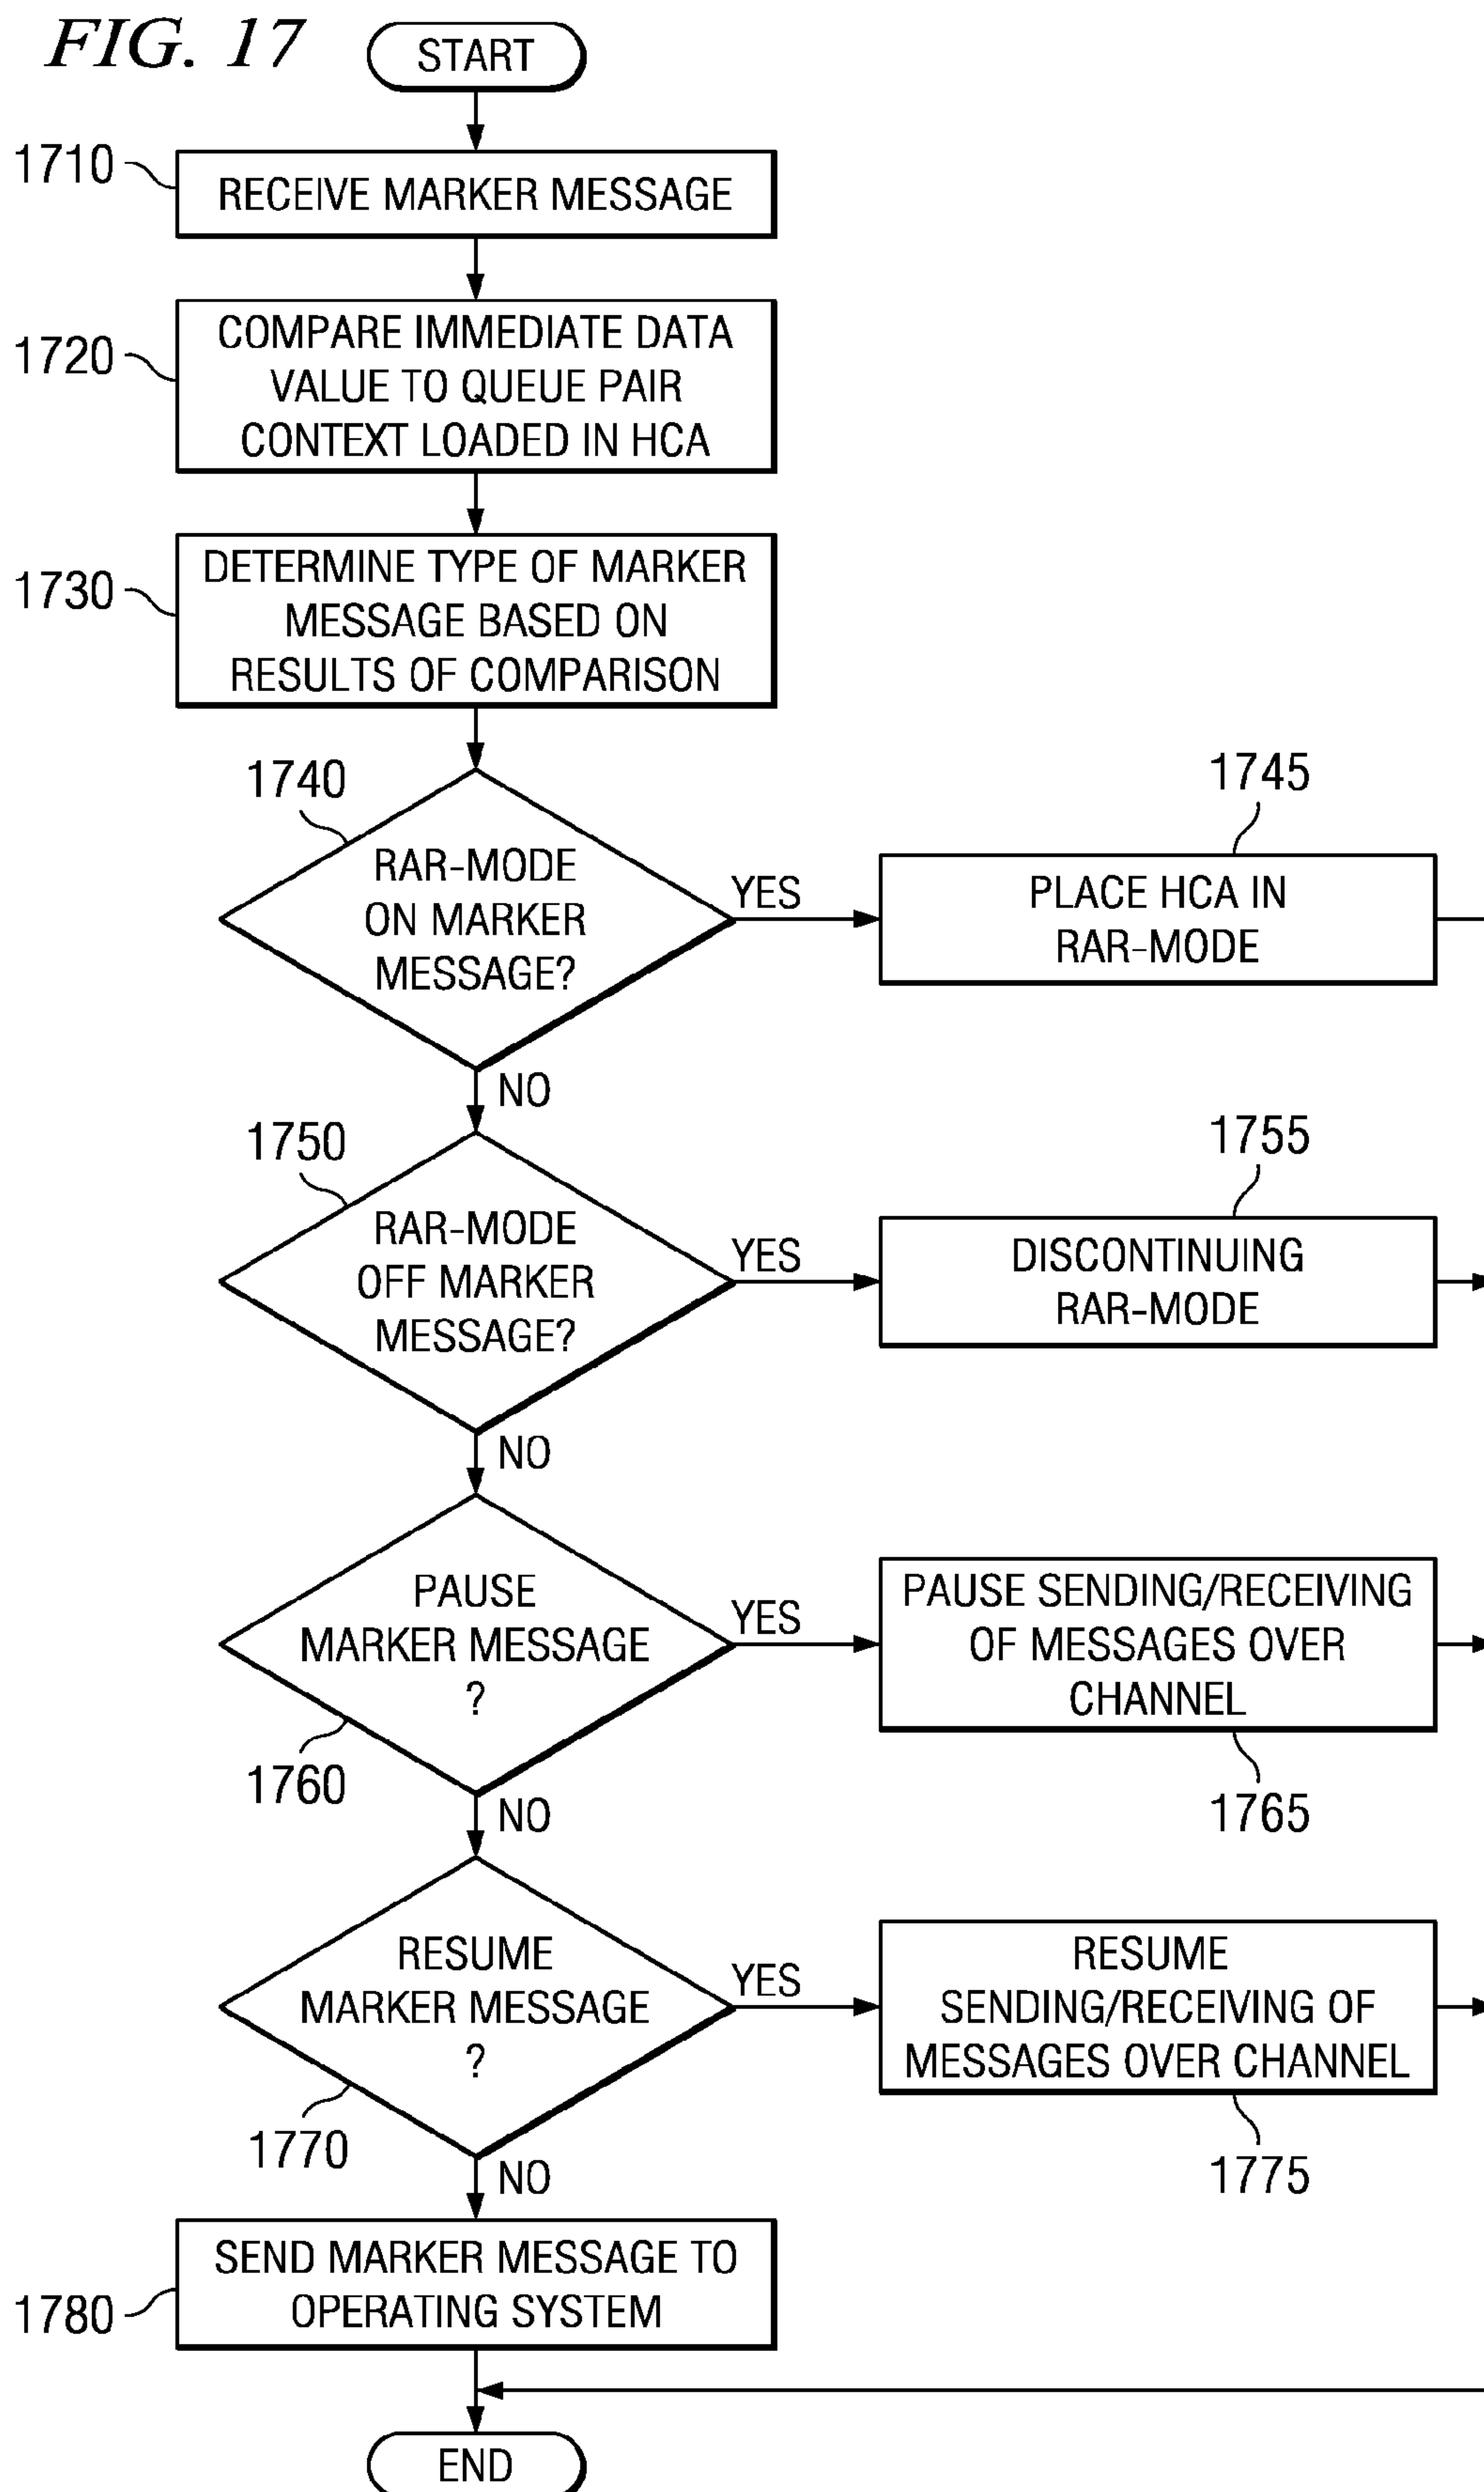 FIG. 17
START
1710
RECEIVE MARKER MESSAGE
1720
COMPARE IMMEDIATE DATA
VALUE TO QUEUE PAIR
CONTEXT LOADED IN HCA
1730
DETERMINE TYPE OF MARKER
MESSAGE BASED ON
RESULTS OF COMPARISON
1740
RAR-MODE
ON MARKER
MESSAGE?
YES
1745
PLACE HCA IN
RAR-MODE
NO
1750
RAR-MODE
OFF MARKER
MESSAGE?
YES
1755
DISCONTINUING
RAR-MODE
NO
PAUSE
MARKER MESSAGE
?
1760
YES
PAUSE SENDING/RECEIVING
OF MESSAGES OVER
CHANNEL
1765
NO
RESUME
MARKER MESSAGE
?
1770
YES
RESUME
SENDING/RECEIVING OF
MESSAGES OVER CHANNEL
1775
NO
SEND MARKER MESSAGE TO
OPERATING SYSTEM
1780
END